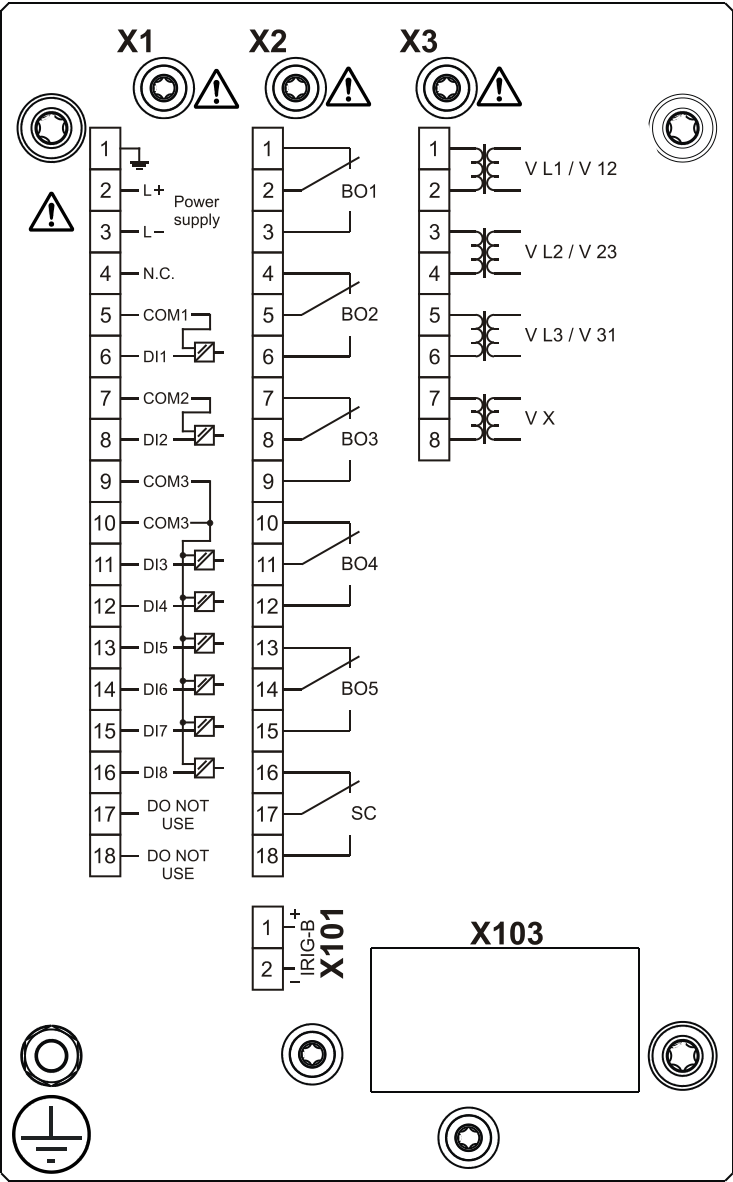 X1 X2 X3
1
2 L+
3 L−
Power
supply
4 N.C.
5 COM1
6 DI1
7 COM2
8 DI2
9 COM3
10 COM3
11 DI3
12 DI4
13 DI5
14 DI6
15 DI7
16 DI8
17 DO NOT
USE
18 DO NOT
USE
1
2 BO1
3
4
5 BO2
6
7
8 BO3
9
10
11 BO4
12
13
14 BO5
15
16
17 SC
18
1
2
V L1 / V 12
3
4
V L2 / V 23
5
6
V L3 / V 31
7
8
V X
1 +
2 −
IRIG-B
X101
X103